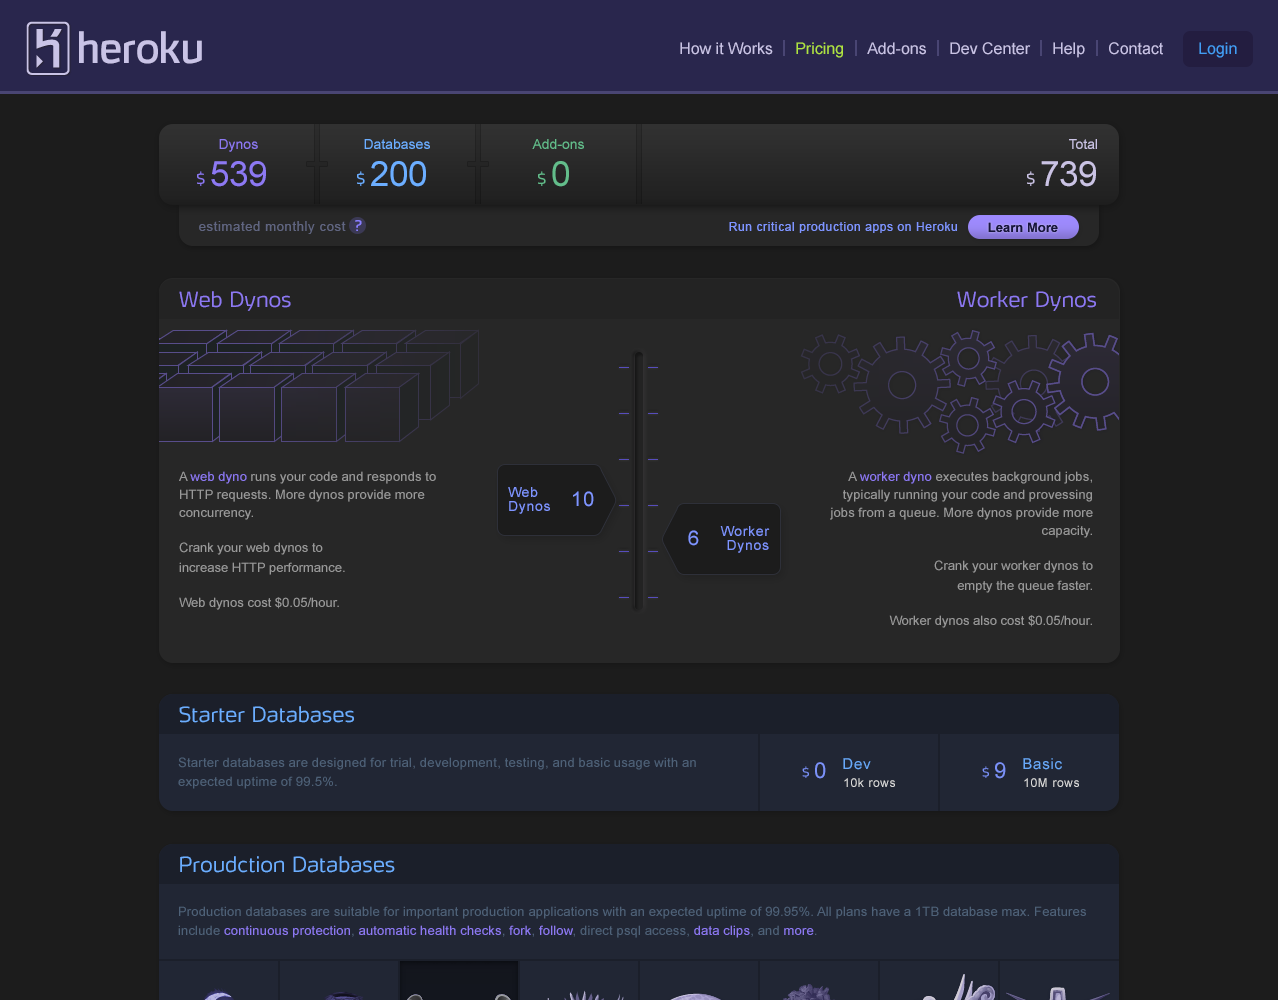 heroku
How it Works
Pricing
Add-ons
Dev Center
Help
Contact
Login
Dynos
$ 539
Databases
$ 200
Add-ons
$ 0
Total
$ 739
estimated monthly cost ?
Run critical production apps on Heroku
Learn More
Web Dynos
Worker Dynos
A web dyno runs your code and responds to
HTTP requests. More dynos provide more
concurrency.
Crank your web dynos to
increase HTTP performance.
Web dynos cost $0.05/hour.
Web
Dynos
10
6
Worker
Dynos
A worker dyno executes background jobs,
typically running your code and provessing
jobs from a queue. More dynos provide more
capacity.
Crank your worker dynos to
empty the queue faster.
Worker dynos also cost $0.05/hour.
Starter Databases
Starter databases are designed for trial, development, testing, and basic usage with an
expected uptime of 99.5%.
$ 0
Dev
10k rows
$ 9
Basic
10M rows
Proudction Databases
Production databases are suitable for important production applications with an expected uptime of 99.95%. All plans have a 1TB database max. Features
include continuous protection, automatic health checks, fork, follow, direct psql access, data clips, and more.